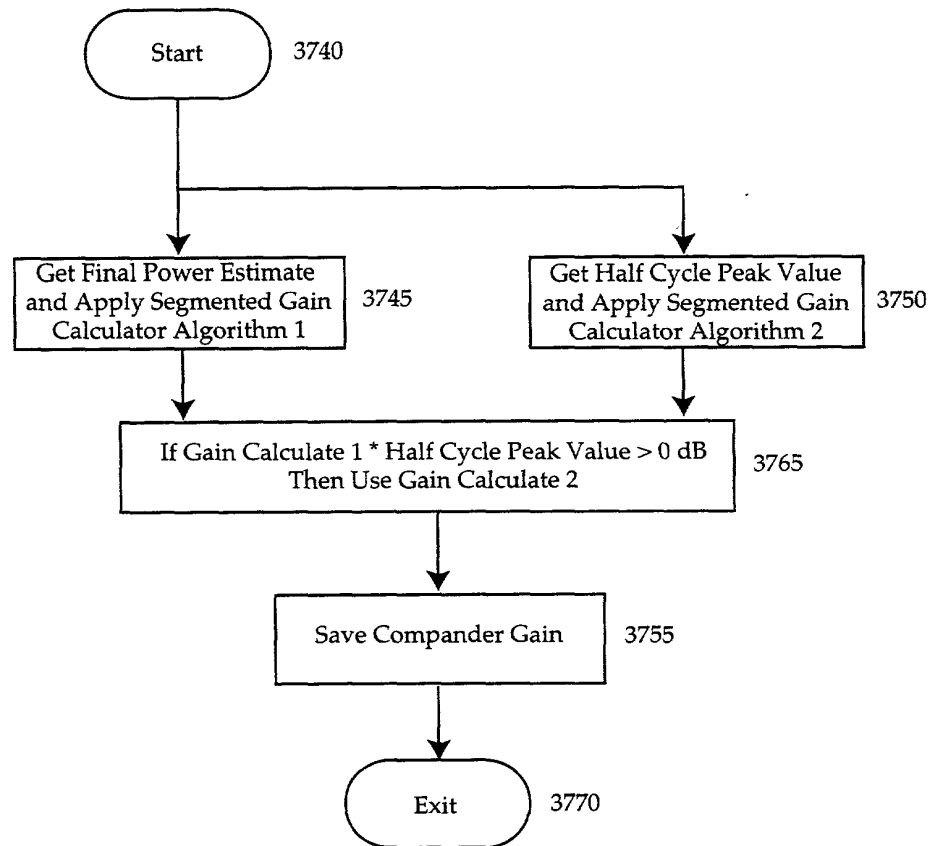 Start
3740
Get Final Power Estimate
and Apply Segmented Gain
Calculator Algorithm 1
3745
Get Half Cycle Peak Value
and Apply Segmented Gain
Calculator Algorithm 2
3750
If Gain Calculate 1 * Half Cycle Peak Value > 0 dB
Then Use Gain Calculate 2
3765
Save Compander Gain
3755
Exit
3770